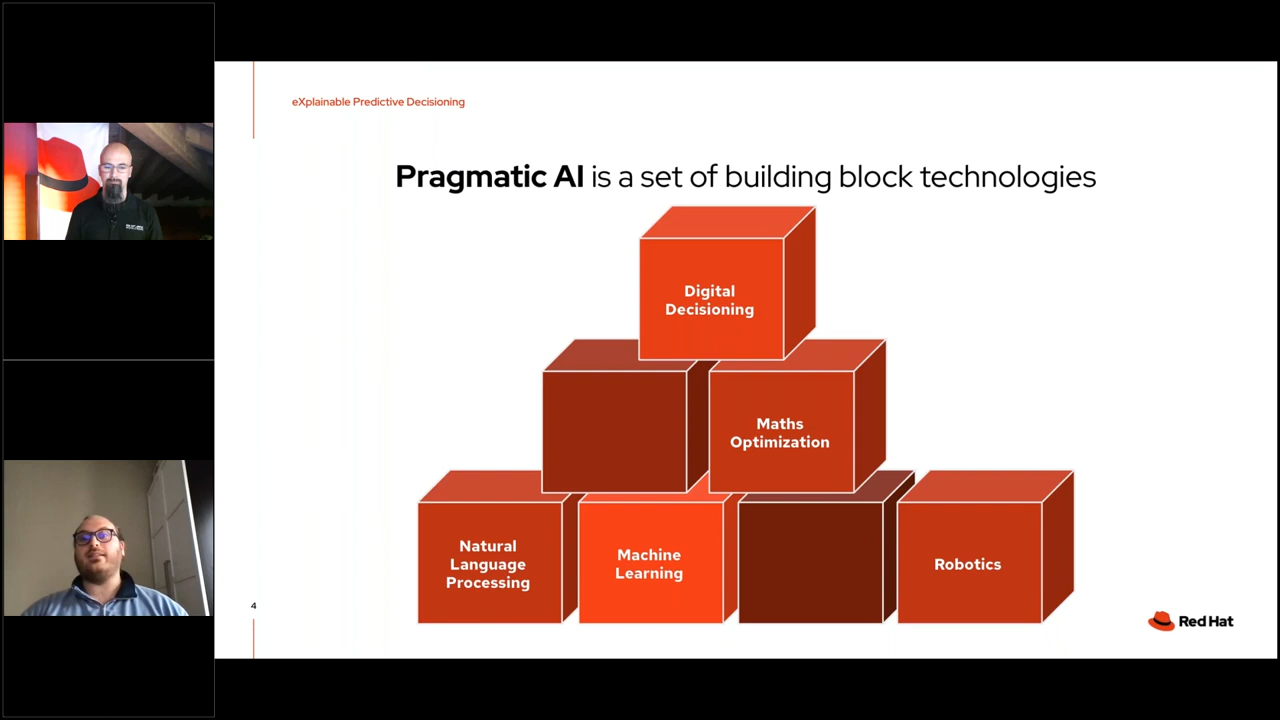 eXplainable Predictive Decisioning
Pragmatic AI is a set of building block technologies
Digital
Decisioning
Maths
Optimization
Natural
Language
Processing
Machine
Learning
Robotics
4
Red Hat